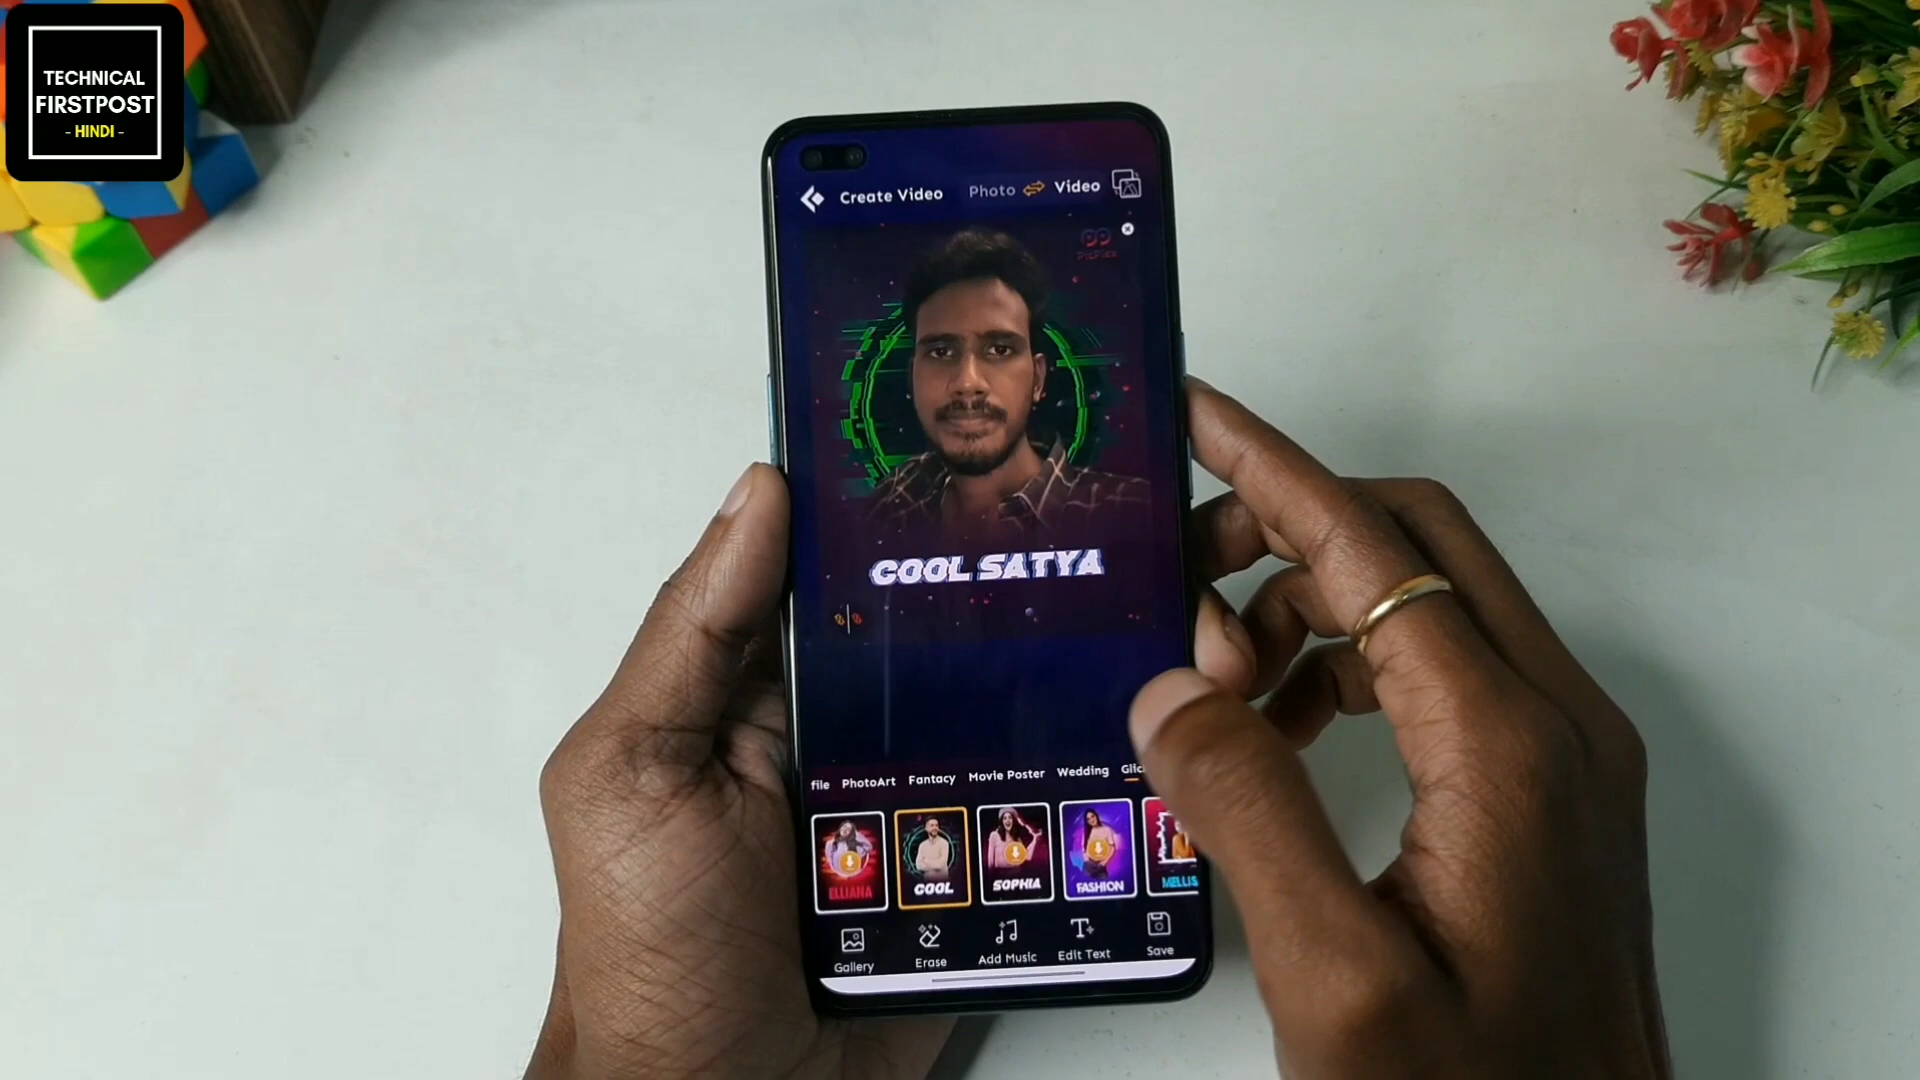 TECHNICAL
FIRSTPOST
- HINDI -
Create Video
Photo
Video
COOL SATYA
file
PhotoArt
Fantacy
Movie Poster
Wedding
ELLIANA
COOL
SOPHIA
FASHION
MELLIS
Gallery
Erase
Add Music
Edit Text
Save